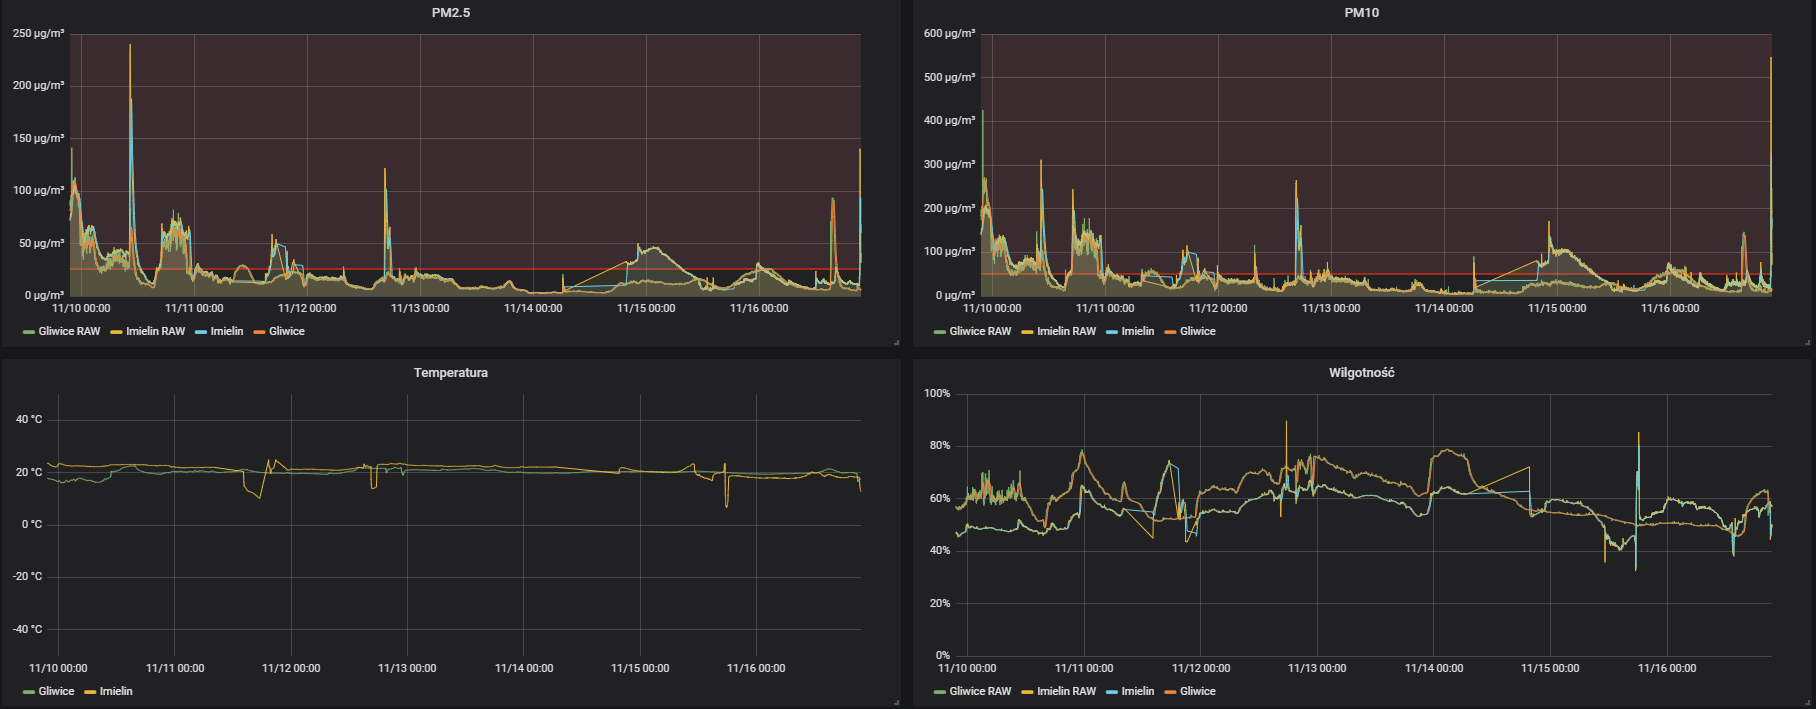 PM2.5
250 µg/m³
200 µg/m³
150 µg/m³
100 µg/m³
50 µg/m³
0 µg/m³
11/10 00:00 11/11 00:00 11/12 00:00 11/13 00:00 11/14 00:00 11/15 00:00 11/16 00:00
Gliwice RAW Imielin RAW Imielin Gliwice
PM10
600 µg/m³
500 µg/m³
400 µg/m³
300 µg/m³
200 µg/m³
100 µg/m³
0 µg/m³
11/10 00:00 11/11 00:00 11/12 00:00 11/13 00:00 11/14 00:00 11/15 00:00 11/16 00:00
Gliwice RAW Imielin RAW Imielin Gliwice
Temperatura
40 °C
20 °C
0 °C
-20 °C
-40 °C
11/10 00:00 11/11 00:00 11/12 00:00 11/13 00:00 11/14 00:00 11/15 00:00 11/16 00:00
Gliwice Imielin
Wilgotność
100%
80%
60%
40%
20%
0%
11/10 00:00 11/11 00:00 11/12 00:00 11/13 00:00 11/14 00:00 11/15 00:00 11/16 00:00
Gliwice RAW Imielin RAW Imielin Gliwice